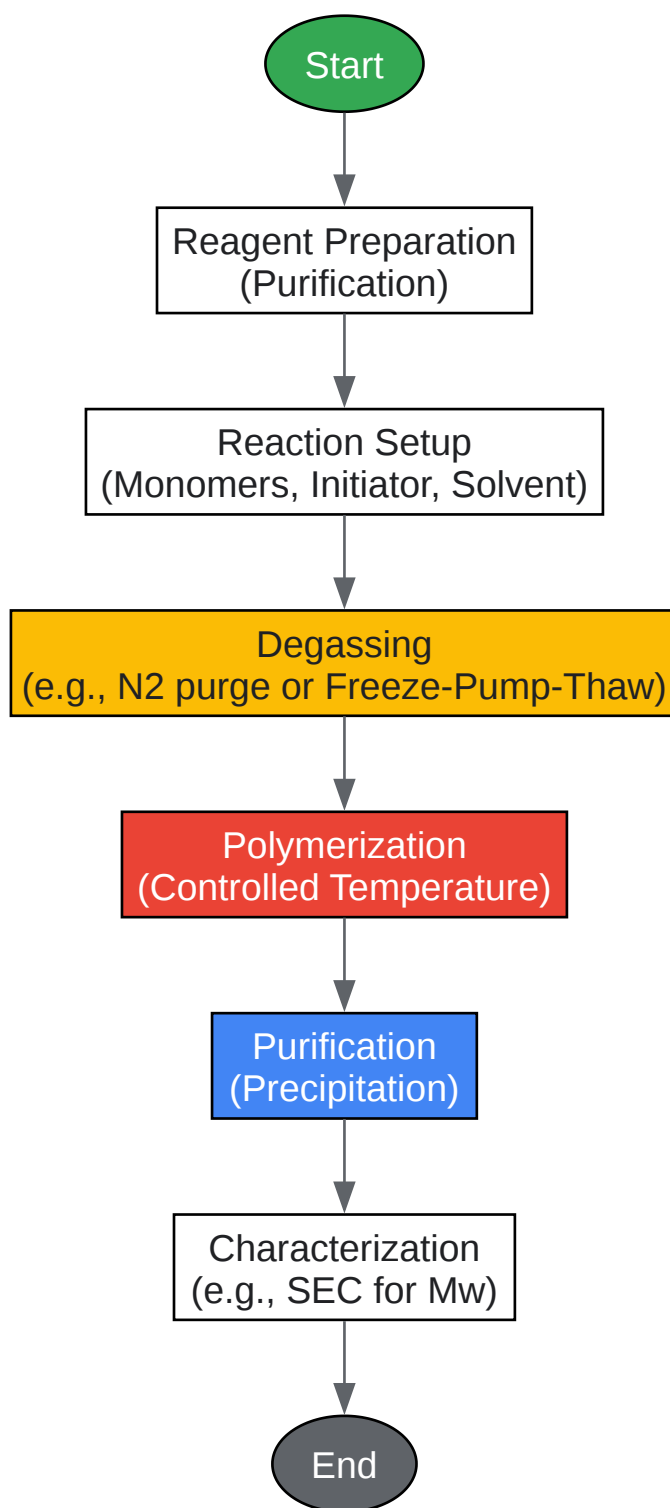 Start
Reagent Preparation
(Purification)
Reaction Setup
(Monomers, Initiator, Solvent)
Degassing
(e.g., N2 purge or Freeze-Pump-Thaw)
Polymerization
(Controlled Temperature)
Purification
(Precipitation)
Characterization
(e.g., SEC for Mw)
End